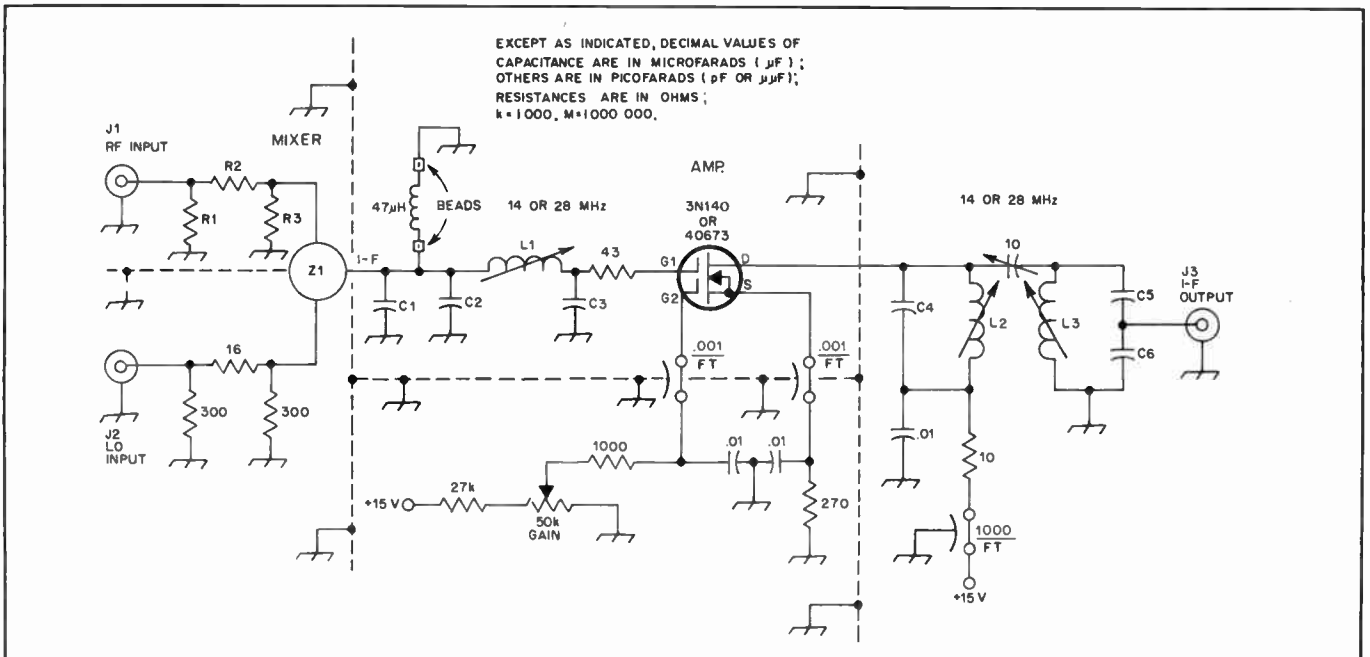 EXCEPT AS INDICATED, DECIMAL VALUES OF
CAPACITANCE ARE IN MICROFARADS ( µF ) ;
OTHERS ARE IN PICOFARADS ( pF OR µµF);
RESISTANCES ARE IN OHMS ;
k=1000, M=1000 000.
J1
RF INPUT
MIXER
R2
R1
R3
Z1
I-F
47µH
BEADS
14 OR 28 MHz
L1
43
C1
C2
C3
AMP.
3N140
OR
40673
G1
G2
D
S
14 OR 28 MHz
10
C4
L2
L3
C5
C6
J3
I-F
OUTPUT
16
300
300
J2
LO
INPUT
.001
FT
.001
FT
1000
.01
.01
270
+15 V
27k
50k
GAIN
.01
10
1000
FT
+15 V